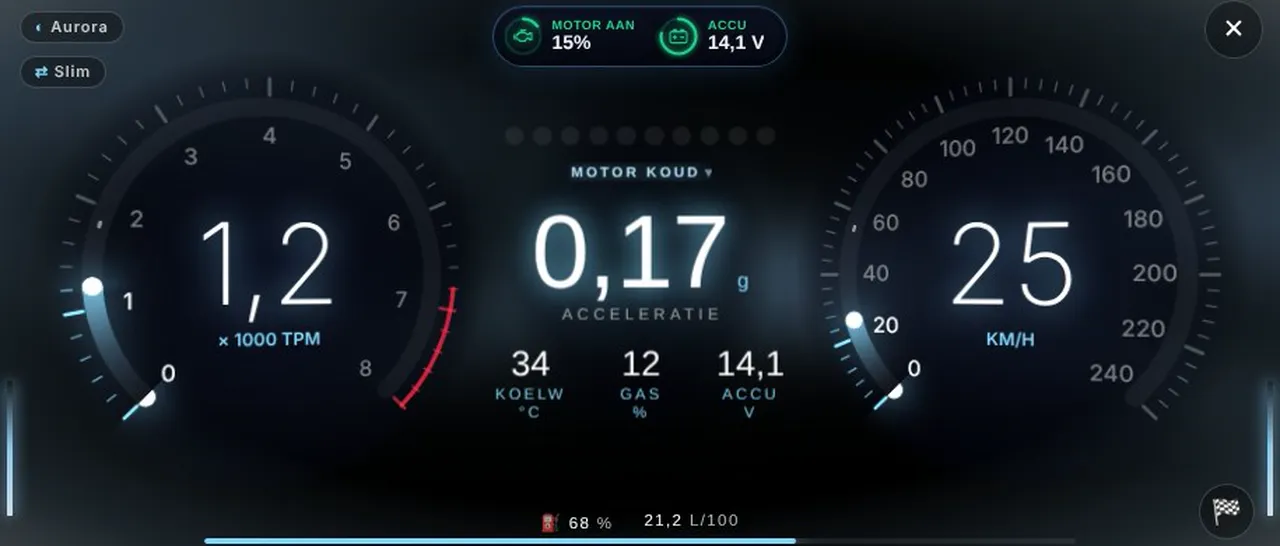 Aurora
Slim
MOTOR AAN
15%
ACCU
14,1 V
0
1
2
3
4
5
6
7
8
1,2
× 1000 TPM
MOTOR KOUD ▾
0,17 g
ACCELERATIE
34
KOELW
°C
12
GAS
%
14,1
ACCU
V
0
20
40
60
80
100
120
140
160
180
200
220
240
25
KM/H
68 %
21,2 L/100